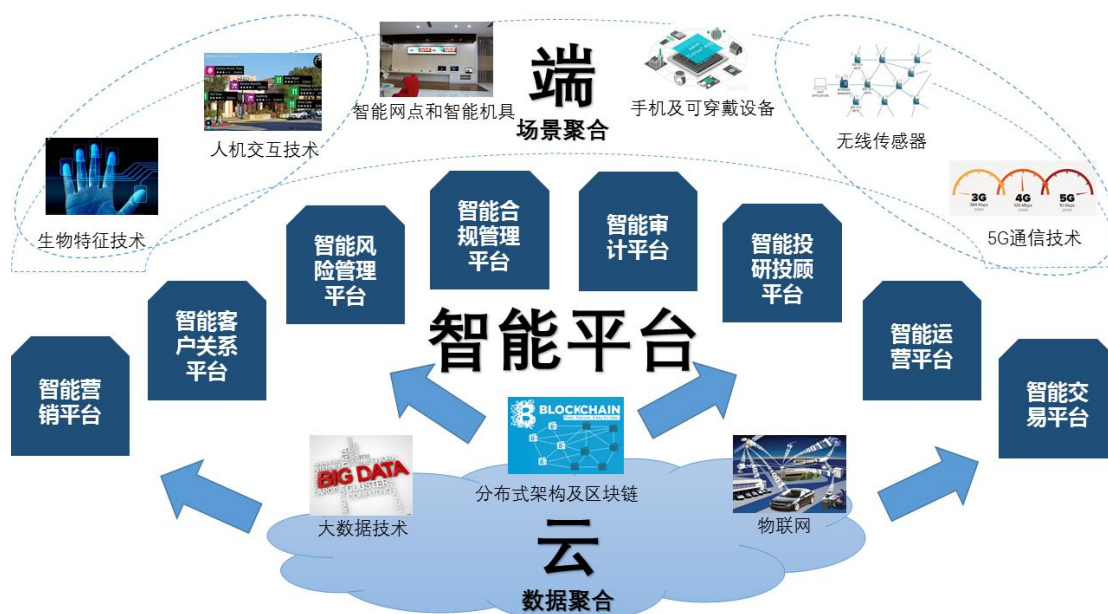 端
场景聚合
智能网点和智能机具
手机及可穿戴设备
人机交互技术
无线传感器
生物特征技术
3G
4G
5G
5G通信技术
智能营
销平台
智能客
户关系
平台
智能风
险管理
平台
智能合
规管理
平台
智能审
计平台
智能投
研投顾
平台
智能运
营平台
智能交
易平台
智能平台
BLOCKCHAIN
分布式架构及区块链
BIG DATA
CLUSTER
大数据技术
物联网
云
数据聚合